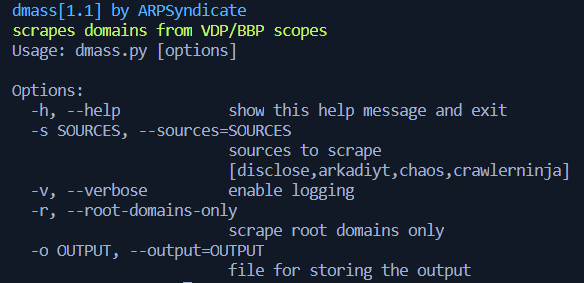 dmass[1.1] by ARPSyndicate
scrapes domains from VDP/BBP scopes
Usage: dmass.py [options]
Options:
-h, --help show this help message and exit
-s SOURCES, --sources=SOURCES
sources to scrape
[disclose,arkadiyt,chaos,crawlerninja]
-v, --verbose enable logging
-r, --root-domains-only
scrape root domains only
-o OUTPUT, --output=OUTPUT
file for storing the output